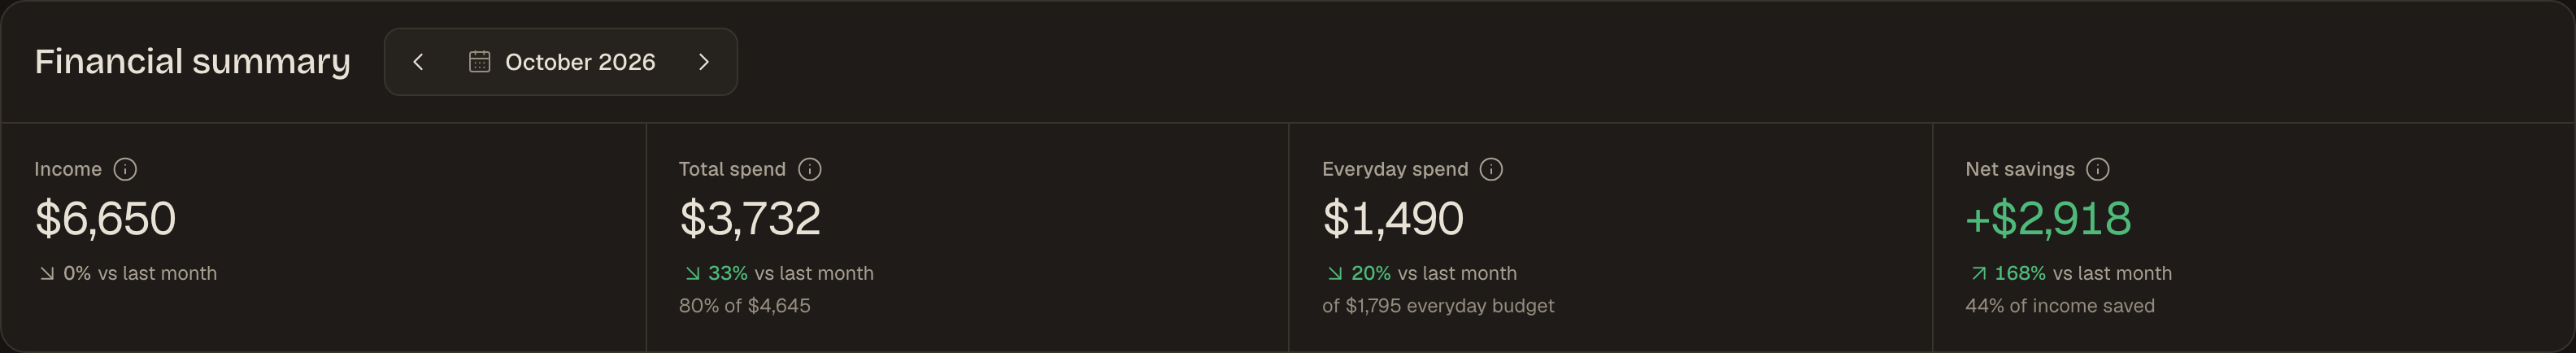 Financial summary
October 2026
Income
$6,650
0% vs last month
Total spend
$3,732
33% vs last month
80% of $4,645
Everyday spend
$1,490
20% vs last month
of $1,795 everyday budget
Net savings
+$2,918
168% vs last month
44% of income saved